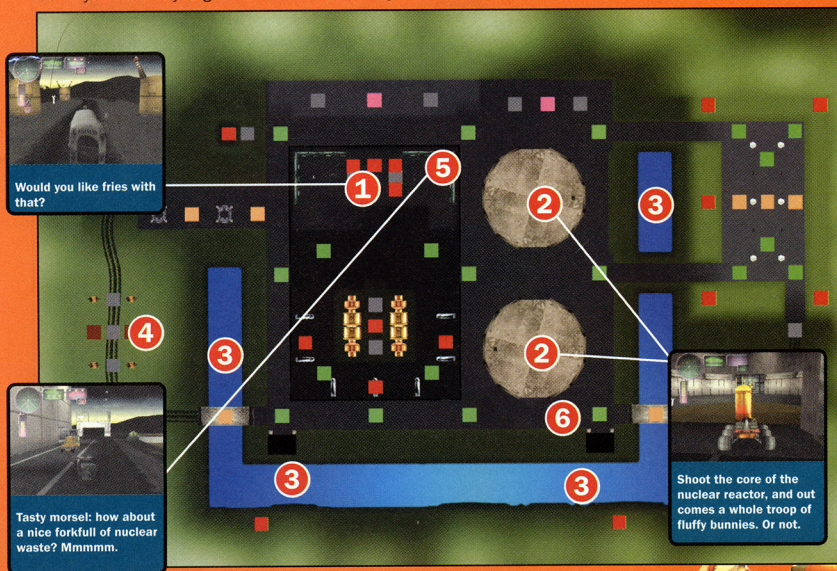 Would you like fries with
that?
1
5
2
3
4
3
2
6
3
3
Tasty morsel: how about
a nice forkfull of nuclear
waste? Mmmmm.
Shoot the core of the
nuclear reactor, and out
comes a whole troop of
fluffy bunnies. Or not.